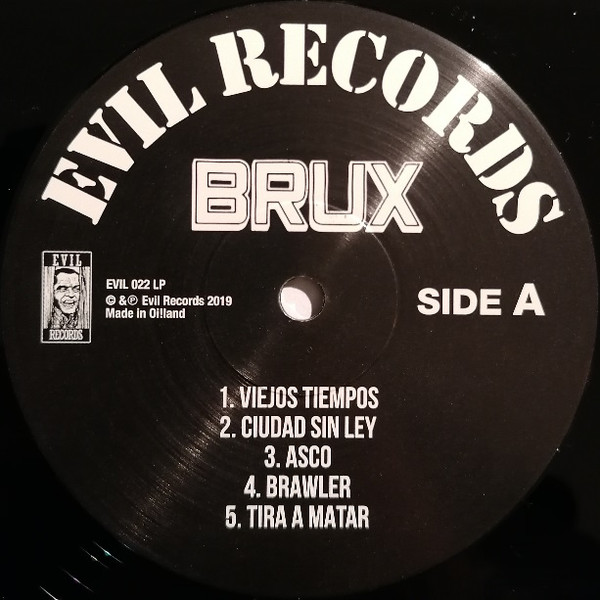 EVIL RECORDS
BRUX
EVIL
RECORDS
EVIL 022 LP
© & ℗ Evil Records 2019
Made in Oi!land
SIDE A
1. VIEJOS TIEMPOS
2. CIUDAD SIN LEY
3. ASCO
4. BRAWLER
5. TIRA A MATAR